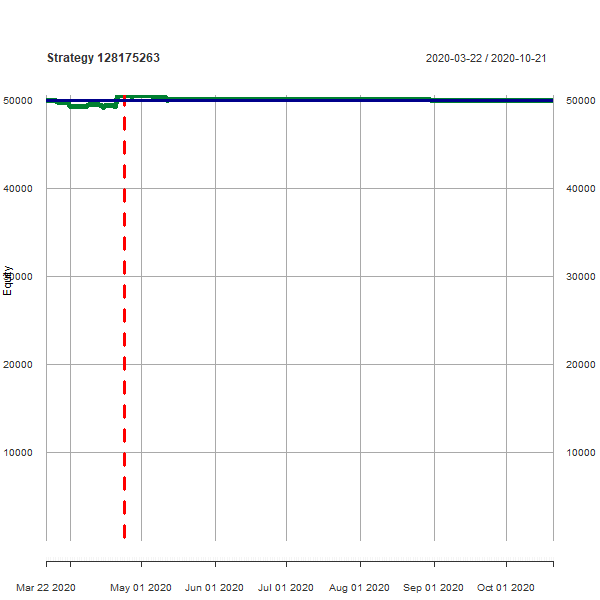 Strategy 128175263
2020-03-22 / 2020-10-21
50000 50000
40000 40000
Equity
30000 30000
20000 20000
10000 10000
Mar 22 2020 May 01 2020 Jun 01 2020 Jul 01 2020 Aug 01 2020 Sep 01 2020 Oct 01 2020